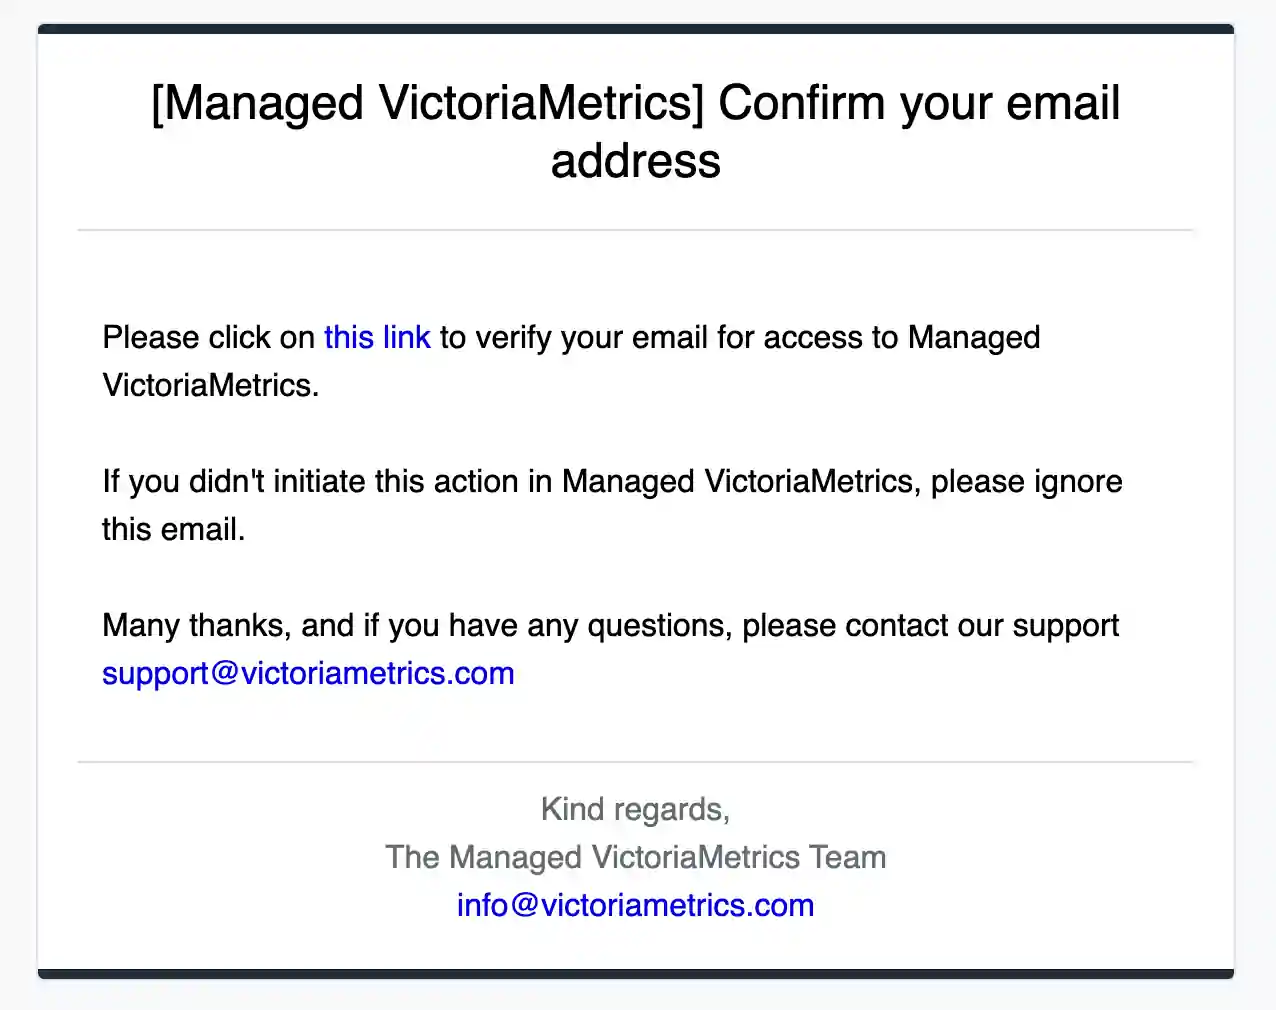 [Managed VictoriaMetrics] Confirm your email
address
Please click on this link to verify your email for access to Managed
VictoriaMetrics.
If you didn't initiate this action in Managed VictoriaMetrics, please ignore
this email.
Many thanks, and if you have any questions, please contact our support
support@victoriametrics.com
Kind regards,
The Managed VictoriaMetrics Team
info@victoriametrics.com